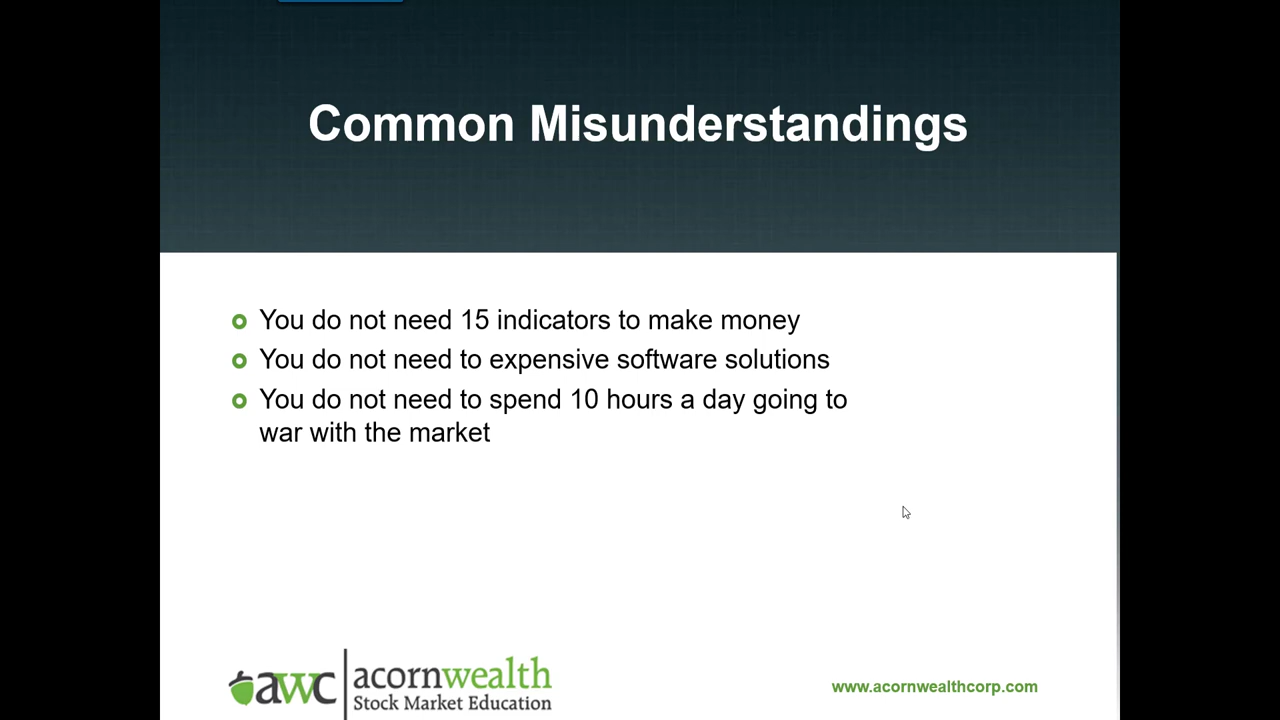 Common Misunderstandings
You do not need 15 indicators to make money
You do not need to expensive software solutions
You do not need to spend 10 hours a day going to
war with the market
awc
acornwealth
Stock Market Education
www.acornwealthcorp.com